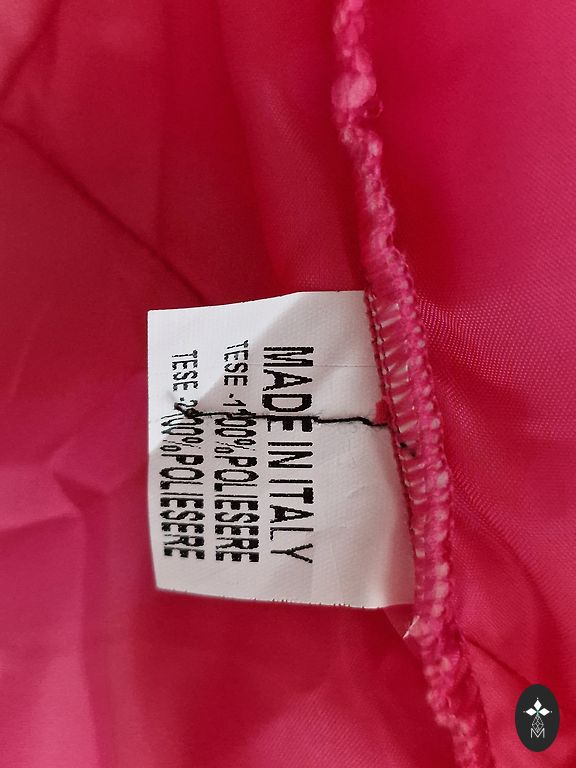 MADE IN ITALY
TESE -1 100% POLIESERE
TESE -2 100% POLIESERE
M